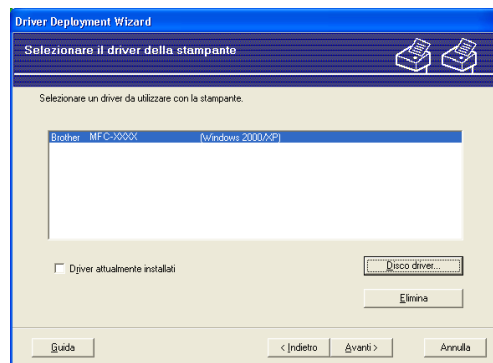 Driver Deployment Wizard
Selezionare il driver della stampante
Selezionare un driver da utilizzare con la stampante.
Brother MFC-XXXX (Windows 2000/XP)
Driver attualmente installati
Disco driver...
Elimina
Guida
< Indietro
Avanti >
Annulla